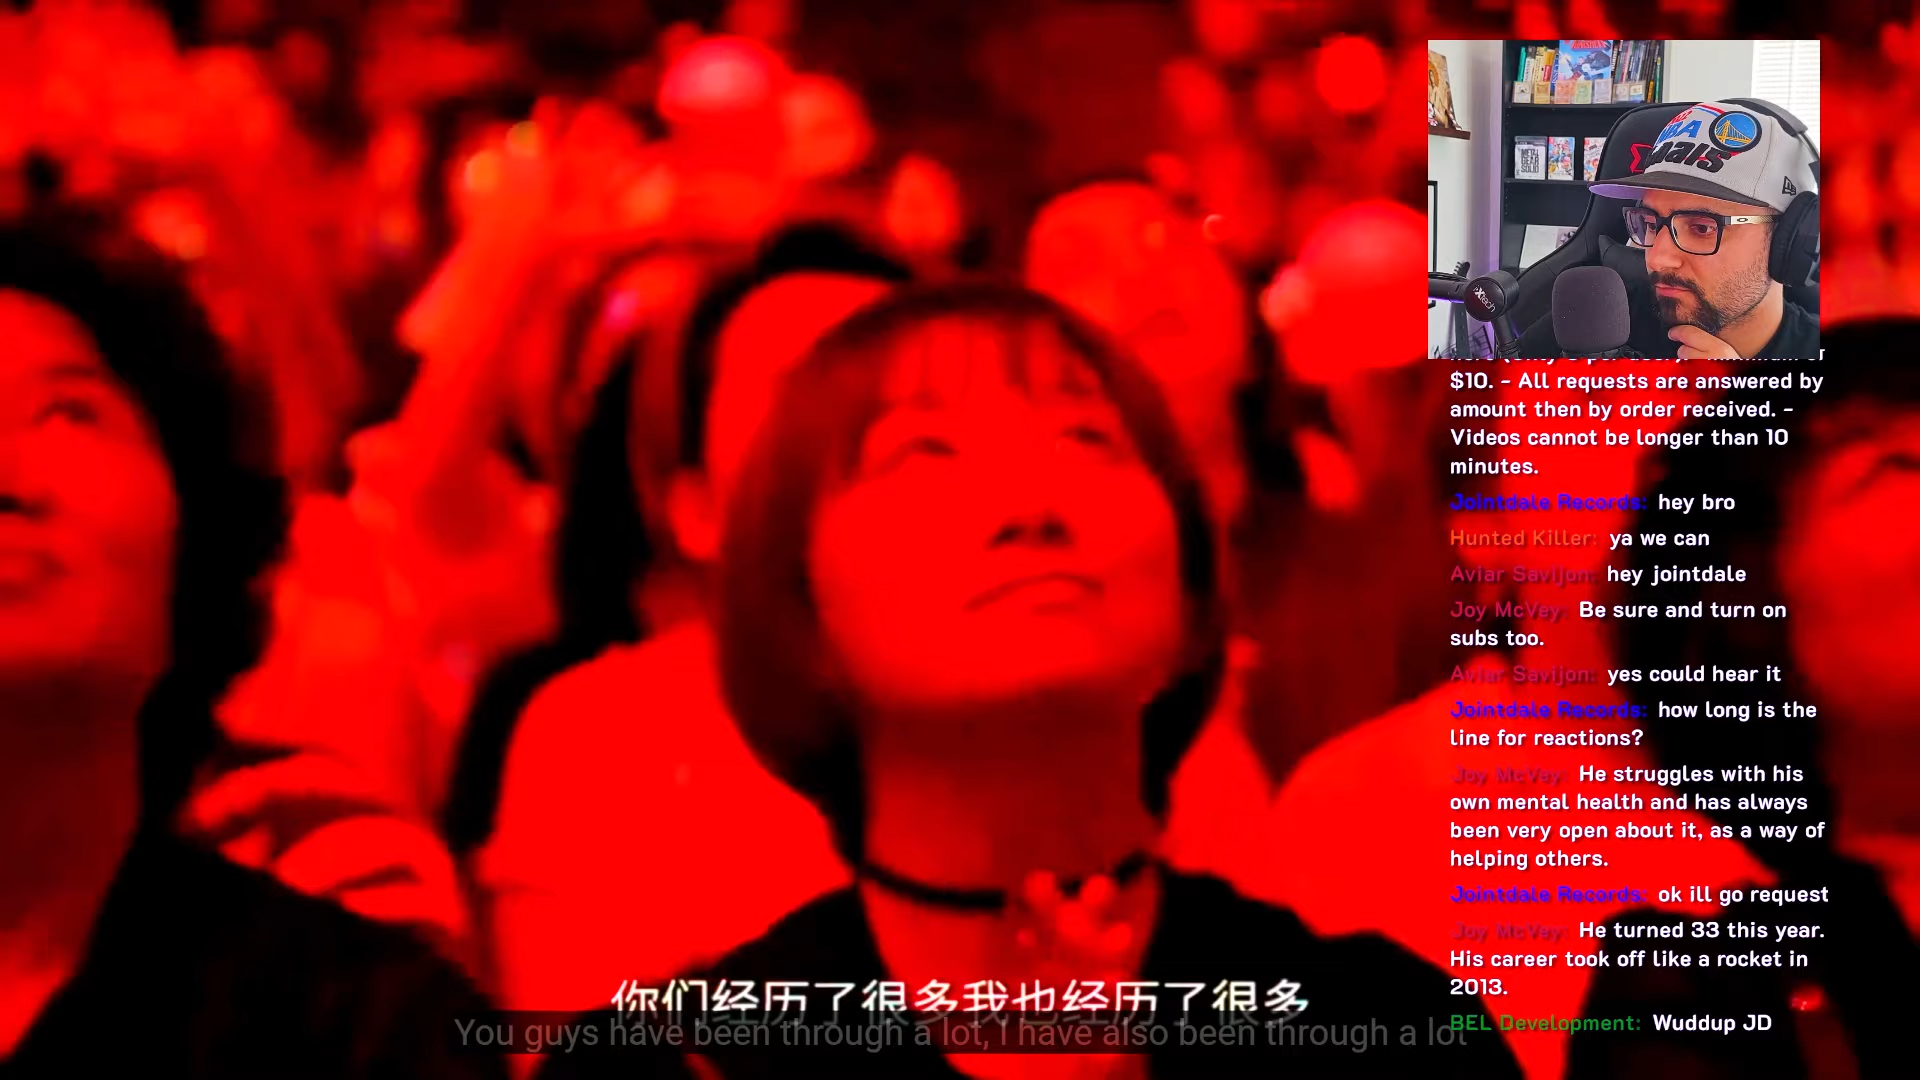 NBA
METAL
GEAR
SOLID
$10. - All requests are answered by
amount then by order received. -
Videos cannot be longer than 10
minutes.
Jointdale Records: hey bro
Hunted Killer: ya we can
Aviar Savijon: hey jointdale
Joy McVey: Be sure and turn on
subs too.
Aviar Savijon: yes could hear it
Jointdale Records: how long is the
line for reactions?
Joy McVey: He struggles with his
own mental health and has always
been very open about it, as a way of
helping others.
Jointdale Records: ok ill go request
Joy McVey: He turned 33 this year.
His career took off like a rocket in
2013.
BEL Development: Wuddup JD
你们经历了很多我也经历了很多
You guys have been through a lot, I have also been through a lot